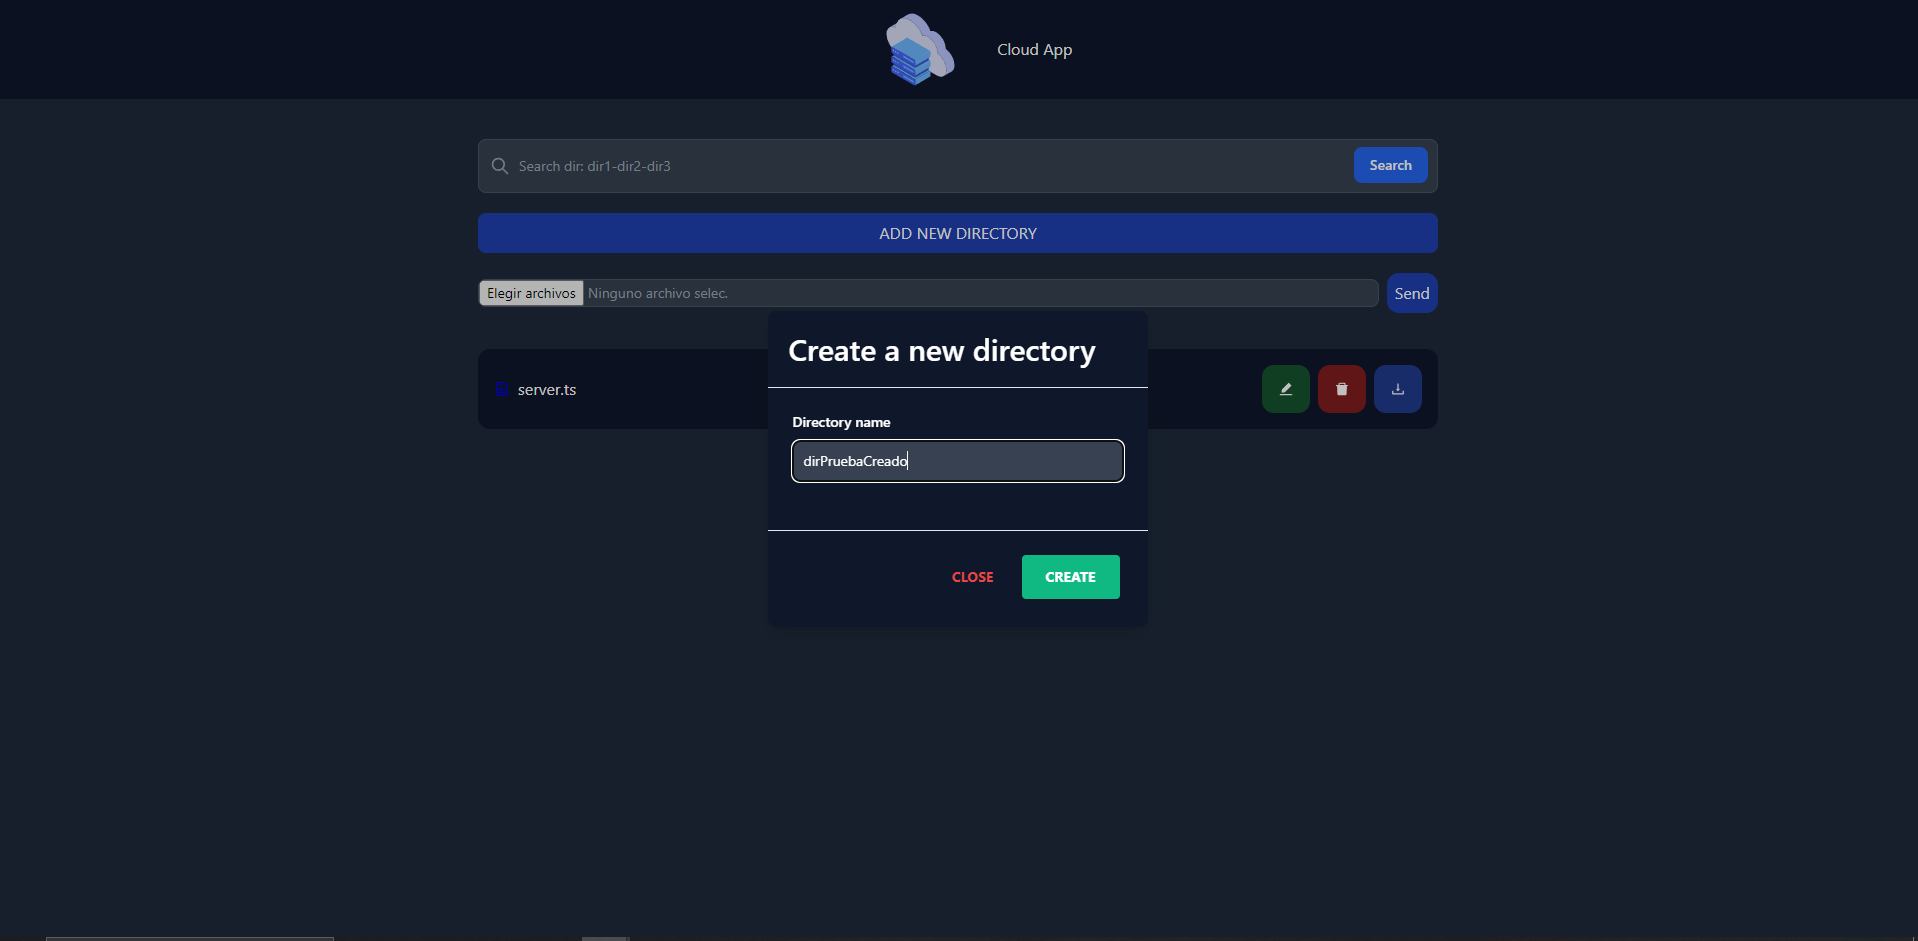 Cloud App
Search dir: dir1-dir2-dir3
Search
ADD NEW DIRECTORY
Elegir archivos Ninguno archivo selec.
Send
Create a new directory
server.ts
Directory name
dirPruebaCreado
CLOSE
CREATE